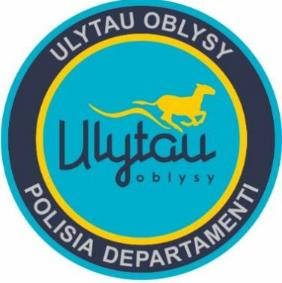 ULYTAU OBLYSY
Ulytau
oblysy
POLISIA DEPARTAMENTI